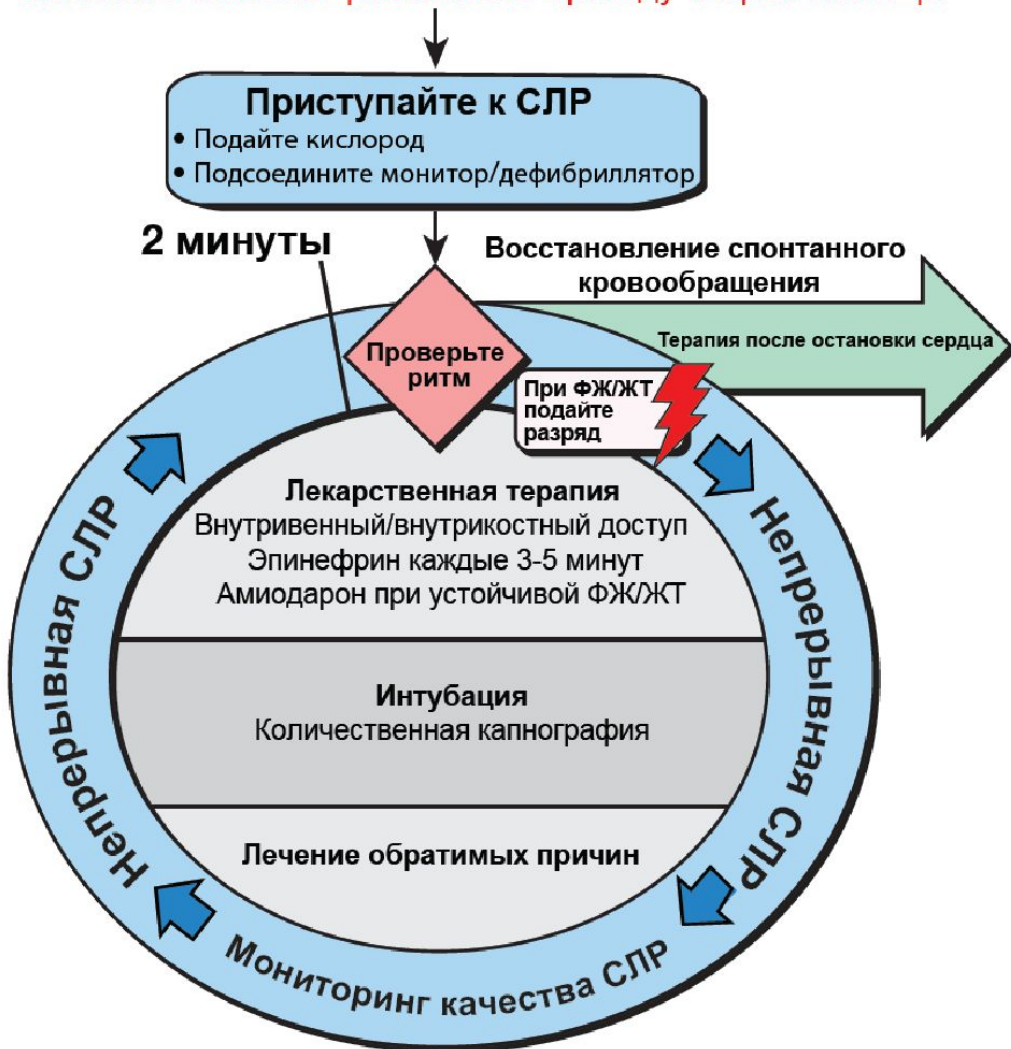 Приступайте к СЛР
• Подайте кислород
• Подсоедините монитор/дефибриллятор
2 минуты
Восстановление спонтанного
кровообращения
Терапия после остановки сердца
Проверьте
ритм
При ФЖ/ЖТ
подайте
разряд
Лекарственная терапия
Внутривенный/внутрикостный доступ
Эпинефрин каждые 3-5 минут
Амиодарон при устойчивой ФЖ/ЖТ
Интубация
Количественная капнография
Лечение обратимых причин
Непрерывная СЛР
Непрерывная СЛР
Мониторинг качества СЛР